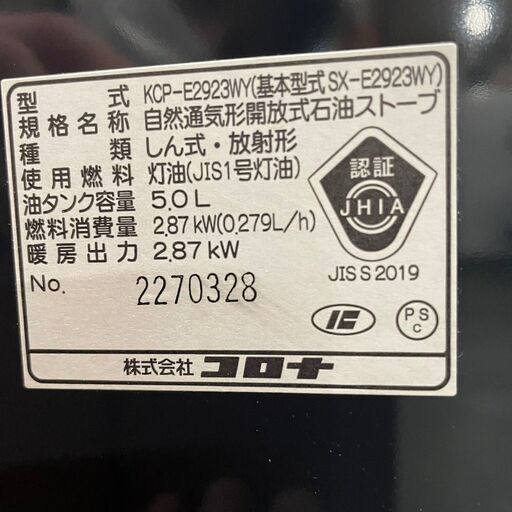 型式 KCP-E2923WY(基本型式SX-E2923WY)
規格名称 自然通気形開放式石油ストーブ
種類 しん式・放射形
使用燃料 灯油(JIS1号灯油)
油タンク容量 5.0L
燃料消費量 2.87kW(0.279L/h)
暖房出力 2.87kW
No. 2270328
認証
JHIA
JIS S 2019
PS
C
株式会社 コロナ